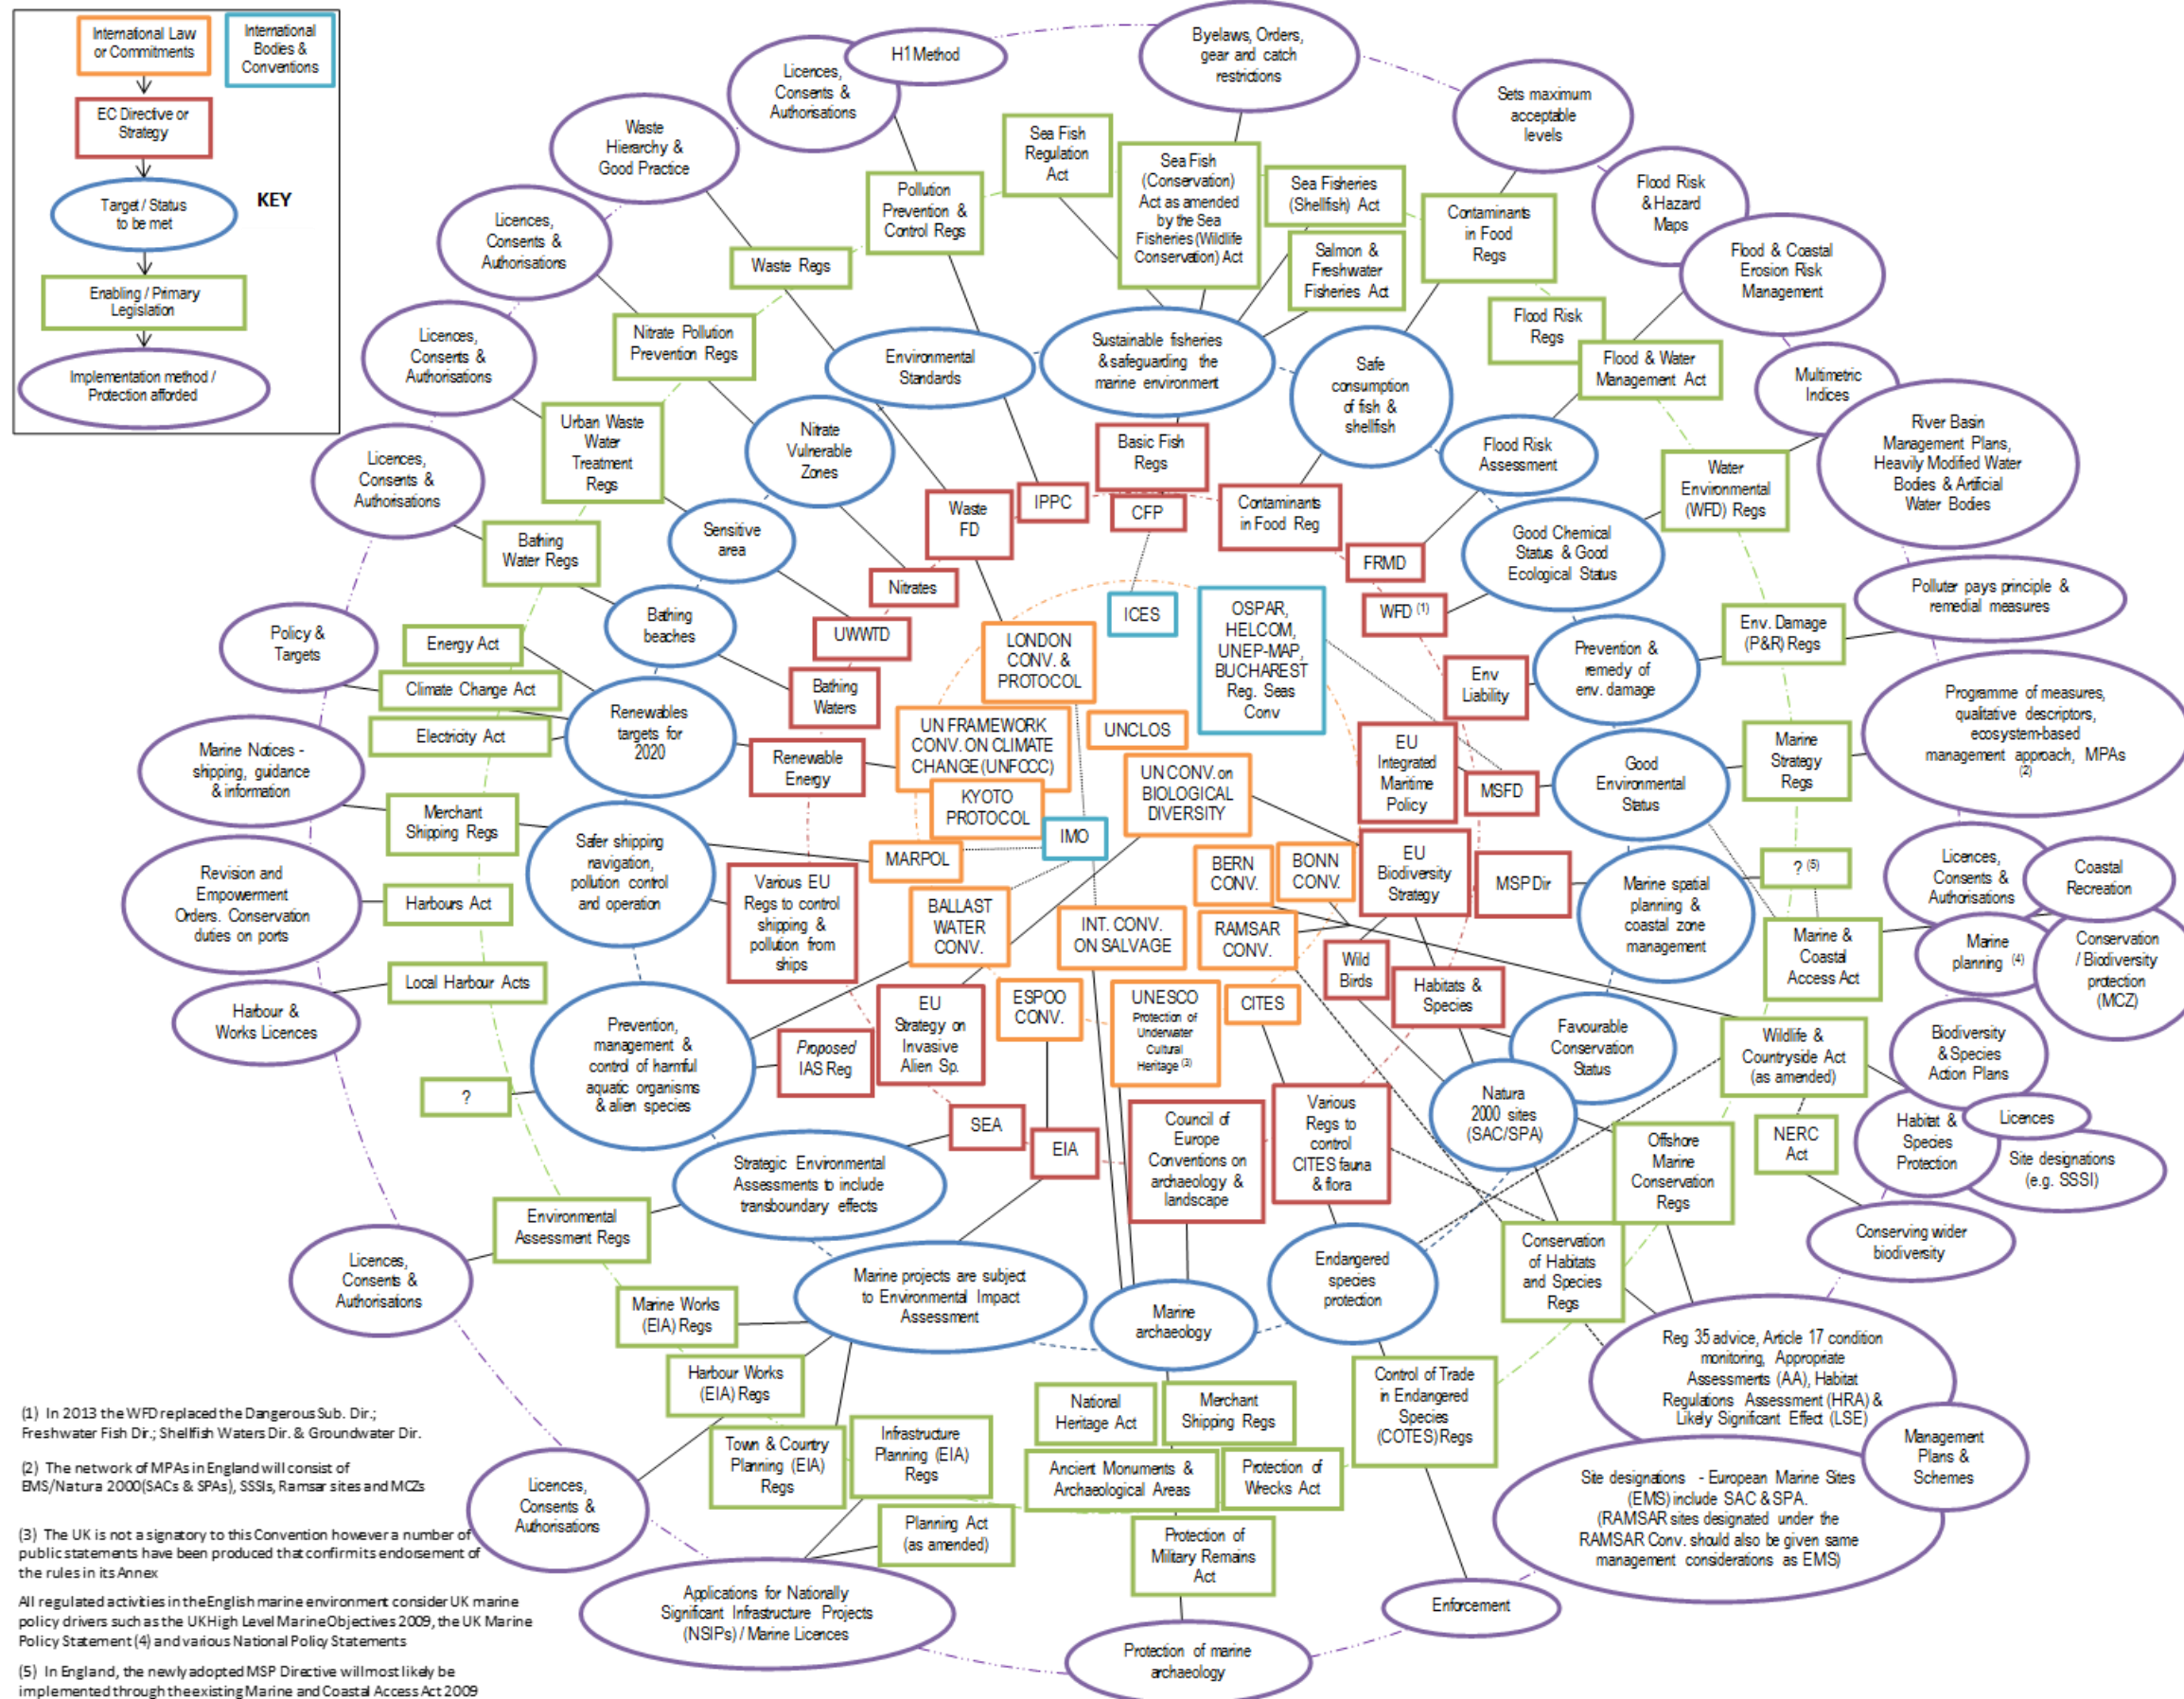 International Law
or Commitments
International
Bodies &
Conventions
EC Directive or
Strategy
Target / Status
to be met
KEY
Enabling / Primary
Legislation
Implementation method /
Protection afforded
Licences,
Consents &
Authorisations
H1 Method
Byelaws, Orders,
gear and catch
restrictions
Sets maximum
acceptable
levels
Waste
Hierarchy &
Good Practice
Flood Risk
& Hazard
Maps
Licences,
Consents &
Authorisations
Flood & Coastal
Erosion Risk
Management
Licences,
Consents &
Authorisations
Multimetric
Indices
Licences,
Consents &
Authorisations
River Basin
Management Plans,
Heavily Modified Water
Bodies & Artificial
Water Bodies
Policy &
Targets
Polluter pays principle &
remedial measures
Marine Notices -
shipping, guidance
& information
Programme of measures,
qualitative descriptors,
ecosystem-based
management approach, MPAs
(2)
Revision and
Empowerment
Orders. Conservation
duties on ports
Licences,
Consents &
Authorisations
Coastal
Recreation
Marine
planning (4)
Conservation
/ Biodiversity
protection
(MCZ)
Harbour &
Works Licences
Biodiversity
& Species
Action Plans
Habitat &
Species
Protection
Licences
Site designations
(e.g. SSSI)
Conserving wider
biodiversity
Licences,
Consents &
Authorisations
Reg 35 advice, Article 17 condition
monitoring, Appropriate
Assessments (AA), Habitat
Regulations Assessment (HRA) &
Likely Significant Effect (LSE)
Management
Plans &
Schemes
Licences,
Consents &
Authorisations
Site designations - European Marine Sites
(EMS) include SAC & SPA.
(RAMSAR sites designated under the
RAMSAR Conv. should also be given same
management considerations as EMS)
Applications for Nationally
Significant Infrastructure Projects
(NSIPs) / Marine Licences
Enforcement
Protection of marine
archaeology
Sea Fish
Regulation
Act
Sea Fish
(Conservation)
Act as amended
by the Sea
Fisheries (Wildlife
Conservation) Act
Sea Fisheries
(Shellfish) Act
Salmon &
Freshwater
Fisheries Act
Contaminants
in Food
Regs
Pollution
Prevention &
Control Regs
Waste Regs
Flood Risk
Regs
Flood & Water
Management Act
Nitrate Pollution
Prevention Regs
Urban Waste
Water
Treatment
Regs
Water
Environmental
(WFD) Regs
Bathing
Water Regs
Env. Damage
(P&R) Regs
Energy Act
Climate Change Act
Electricity Act
Marine
Strategy
Regs
Merchant
Shipping Regs
? (5)
Harbours Act
Marine &
Coastal
Access Act
Local Harbour Acts
Wildlife &
Countryside Act
(as amended)
?
NERC
Act
Offshore
Marine
Conservation
Regs
Environmental
Assessment Regs
Conservation
of Habitats
and Species
Regs
Marine Works
(EIA) Regs
Harbour Works
(EIA) Regs
Control of Trade
in Endangered
Species
(COTES) Regs
Town & Country
Planning (EIA)
Regs
Infrastructure
Planning (EIA)
Regs
National
Heritage Act
Merchant
Shipping Regs
Ancient Monuments &
Archaeological Areas
Protection of
Wrecks Act
Planning Act
(as amended)
Protection of
Military Remains
Act
Environmental
Standards
Sustainable fisheries
& safeguarding the
marine environment
Safe
consumption
of fish &
shellfish
Nitrate
Vulnerable
Zones
Flood Risk
Assessment
Sensitive
area
Good Chemical
Status & Good
Ecological Status
Bathing
beaches
Prevention &
remedy of
env. damage
Renewables
targets for
2020
Good
Environmental
Status
Safer shipping
navigation,
pollution control
and operation
Marine spatial
planning &
coastal zone
management
Prevention,
management &
control of harmful
aquatic organisms
& alien species
Favourable
Conservation
Status
Natura
2000 sites
(SAC/SPA)
Strategic Environmental
Assessments to include
transboundary effects
Marine projects are subject
to Environmental Impact
Assessment
Marine
archaeology
Endangered
species
protection
Basic Fish
Regs
CFP
IPPC
Waste
FD
Contaminants
in Food Reg
FRMD
Nitrates
WFD (1)
UWWTD
Env
Liability
Bathing
Waters
Renewable
Energy
EU
Integrated
Maritime
Policy
MSFD
EU
Biodiversity
Strategy
MSP Dir
Various EU
Regs to control
shipping &
pollution from
ships
Wild
Birds
Habitats &
Species
EU
Strategy on
Invasive
Alien Sp.
Proposed
IAS Reg
SEA
EIA
Council of
Europe
Conventions on
archaeology &
landscape
Various
Regs to
control
CITES fauna
& flora
ICES
OSPAR,
HELCOM,
UNEP-MAP,
BUCHAREST
Reg. Seas
Conv
LONDON
CONV. &
PROTOCOL
UN FRAMEWORK
CONV. ON CLIMATE
CHANGE (UNFCCC)
UNCLOS
KYOTO
PROTOCOL
UN CONV. on
BIOLOGICAL
DIVERSITY
IMO
MARPOL
BERN
CONV.
BONN
CONV.
BALLAST
WATER
CONV.
INT. CONV.
ON SALVAGE
RAMSAR
CONV.
ESPOO
CONV.
UNESCO
Protection of
Underwater
Cultural
Heritage (3)
CITES
(1) In 2013 the WFD replaced the Dangerous Sub. Dir.;
Freshwater Fish Dir.; Shellfish Waters Dir. & Groundwater Dir.
(2) The network of MPAs in England will consist of
EMS/Natura 2000(SACs & SPAs), SSSIs, Ramsar sites and MCZs
(3) The UK is not a signatory to this Convention however a number of
public statements have been produced that confirm its endorsement of
the rules in its Annex
All regulated activities in the English marine environment consider UK marine
policy drivers such as the UK High Level Marine Objectives 2009, the UK Marine
Policy Statement (4) and various National Policy Statements
(5) In England, the newly adopted MSP Directive will most likely be
implemented through the existing Marine and Coastal Access Act 2009